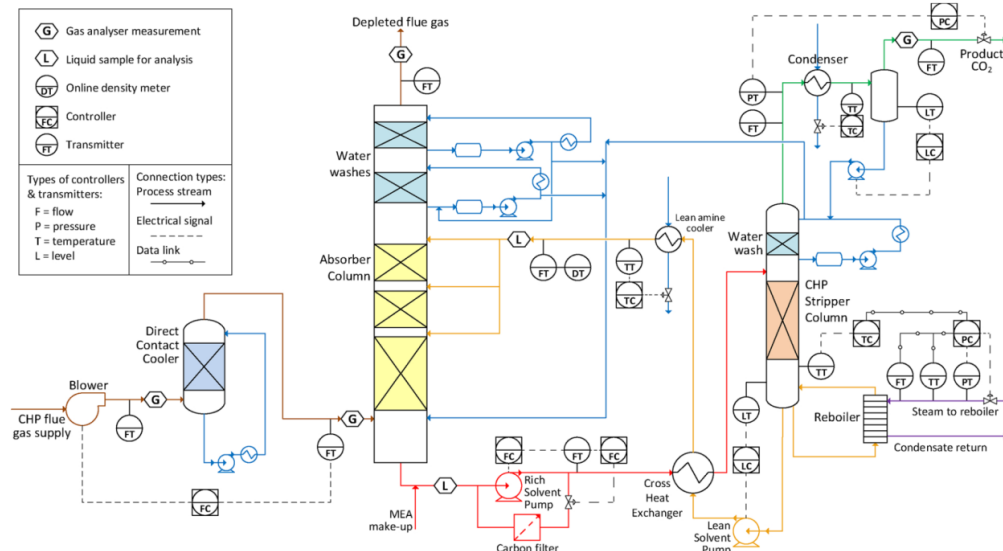 G Gas analyser measurement
L Liquid sample for analysis
DT Online density meter
FC Controller
FT Transmitter
Types of controllers
& transmitters:
F = flow
P = pressure
T = temperature
L = level
Connection types:
Process stream
Electrical signal
Data link
Depleted flue gas
G
FT
Water
washes
Absorber
Column
L
FT
DT
TT
TC
Lean amine
cooler
PC
Condenser
G
FT
Product
CO2
PT
FT
TT
TC
LT
LC
Water
wash
CHP
Stripper
Column
TC
PC
TT
FT
TT
PT
Steam to reboiler
Reboiler
Condensate return
LT
LC
Direct
Contact
Cooler
Blower
CHP flue
gas supply
G
FT
G
FT
FC
MEA
make-up
L
FC
FT
FC
Rich
Solvent
Pump
Carbon filter
Cross
Heat
Exchanger
Lean
Solvent
Pump